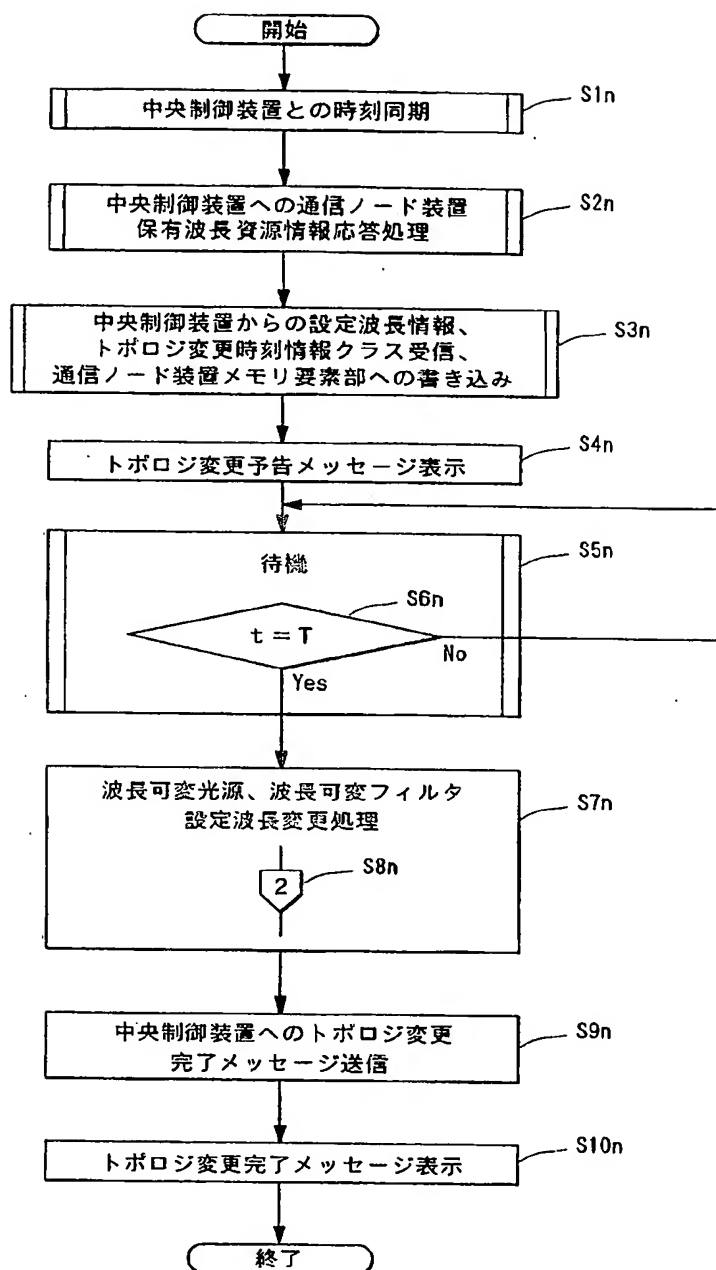 開始
中央制御装置との時刻同期
S1n
中央制御装置への通信ノード装置
保有波長資源情報応答処理
S2n
中央制御装置からの設定波長情報、
トポロジ変更時刻情報クラス受信、
通信ノード装置メモリ要素部への書き込み
S3n
トポロジ変更予告メッセージ表示
S4n
待機
S5n
S6n
t=T
No
Yes
波長可変光源、波長可変フィルタ
設定波長変更処理
S7n
2
S8n
中央制御装置へのトポロジ変更
完了メッセージ送信
S9n
トポロジ変更完了メッセージ表示
S10n
終了